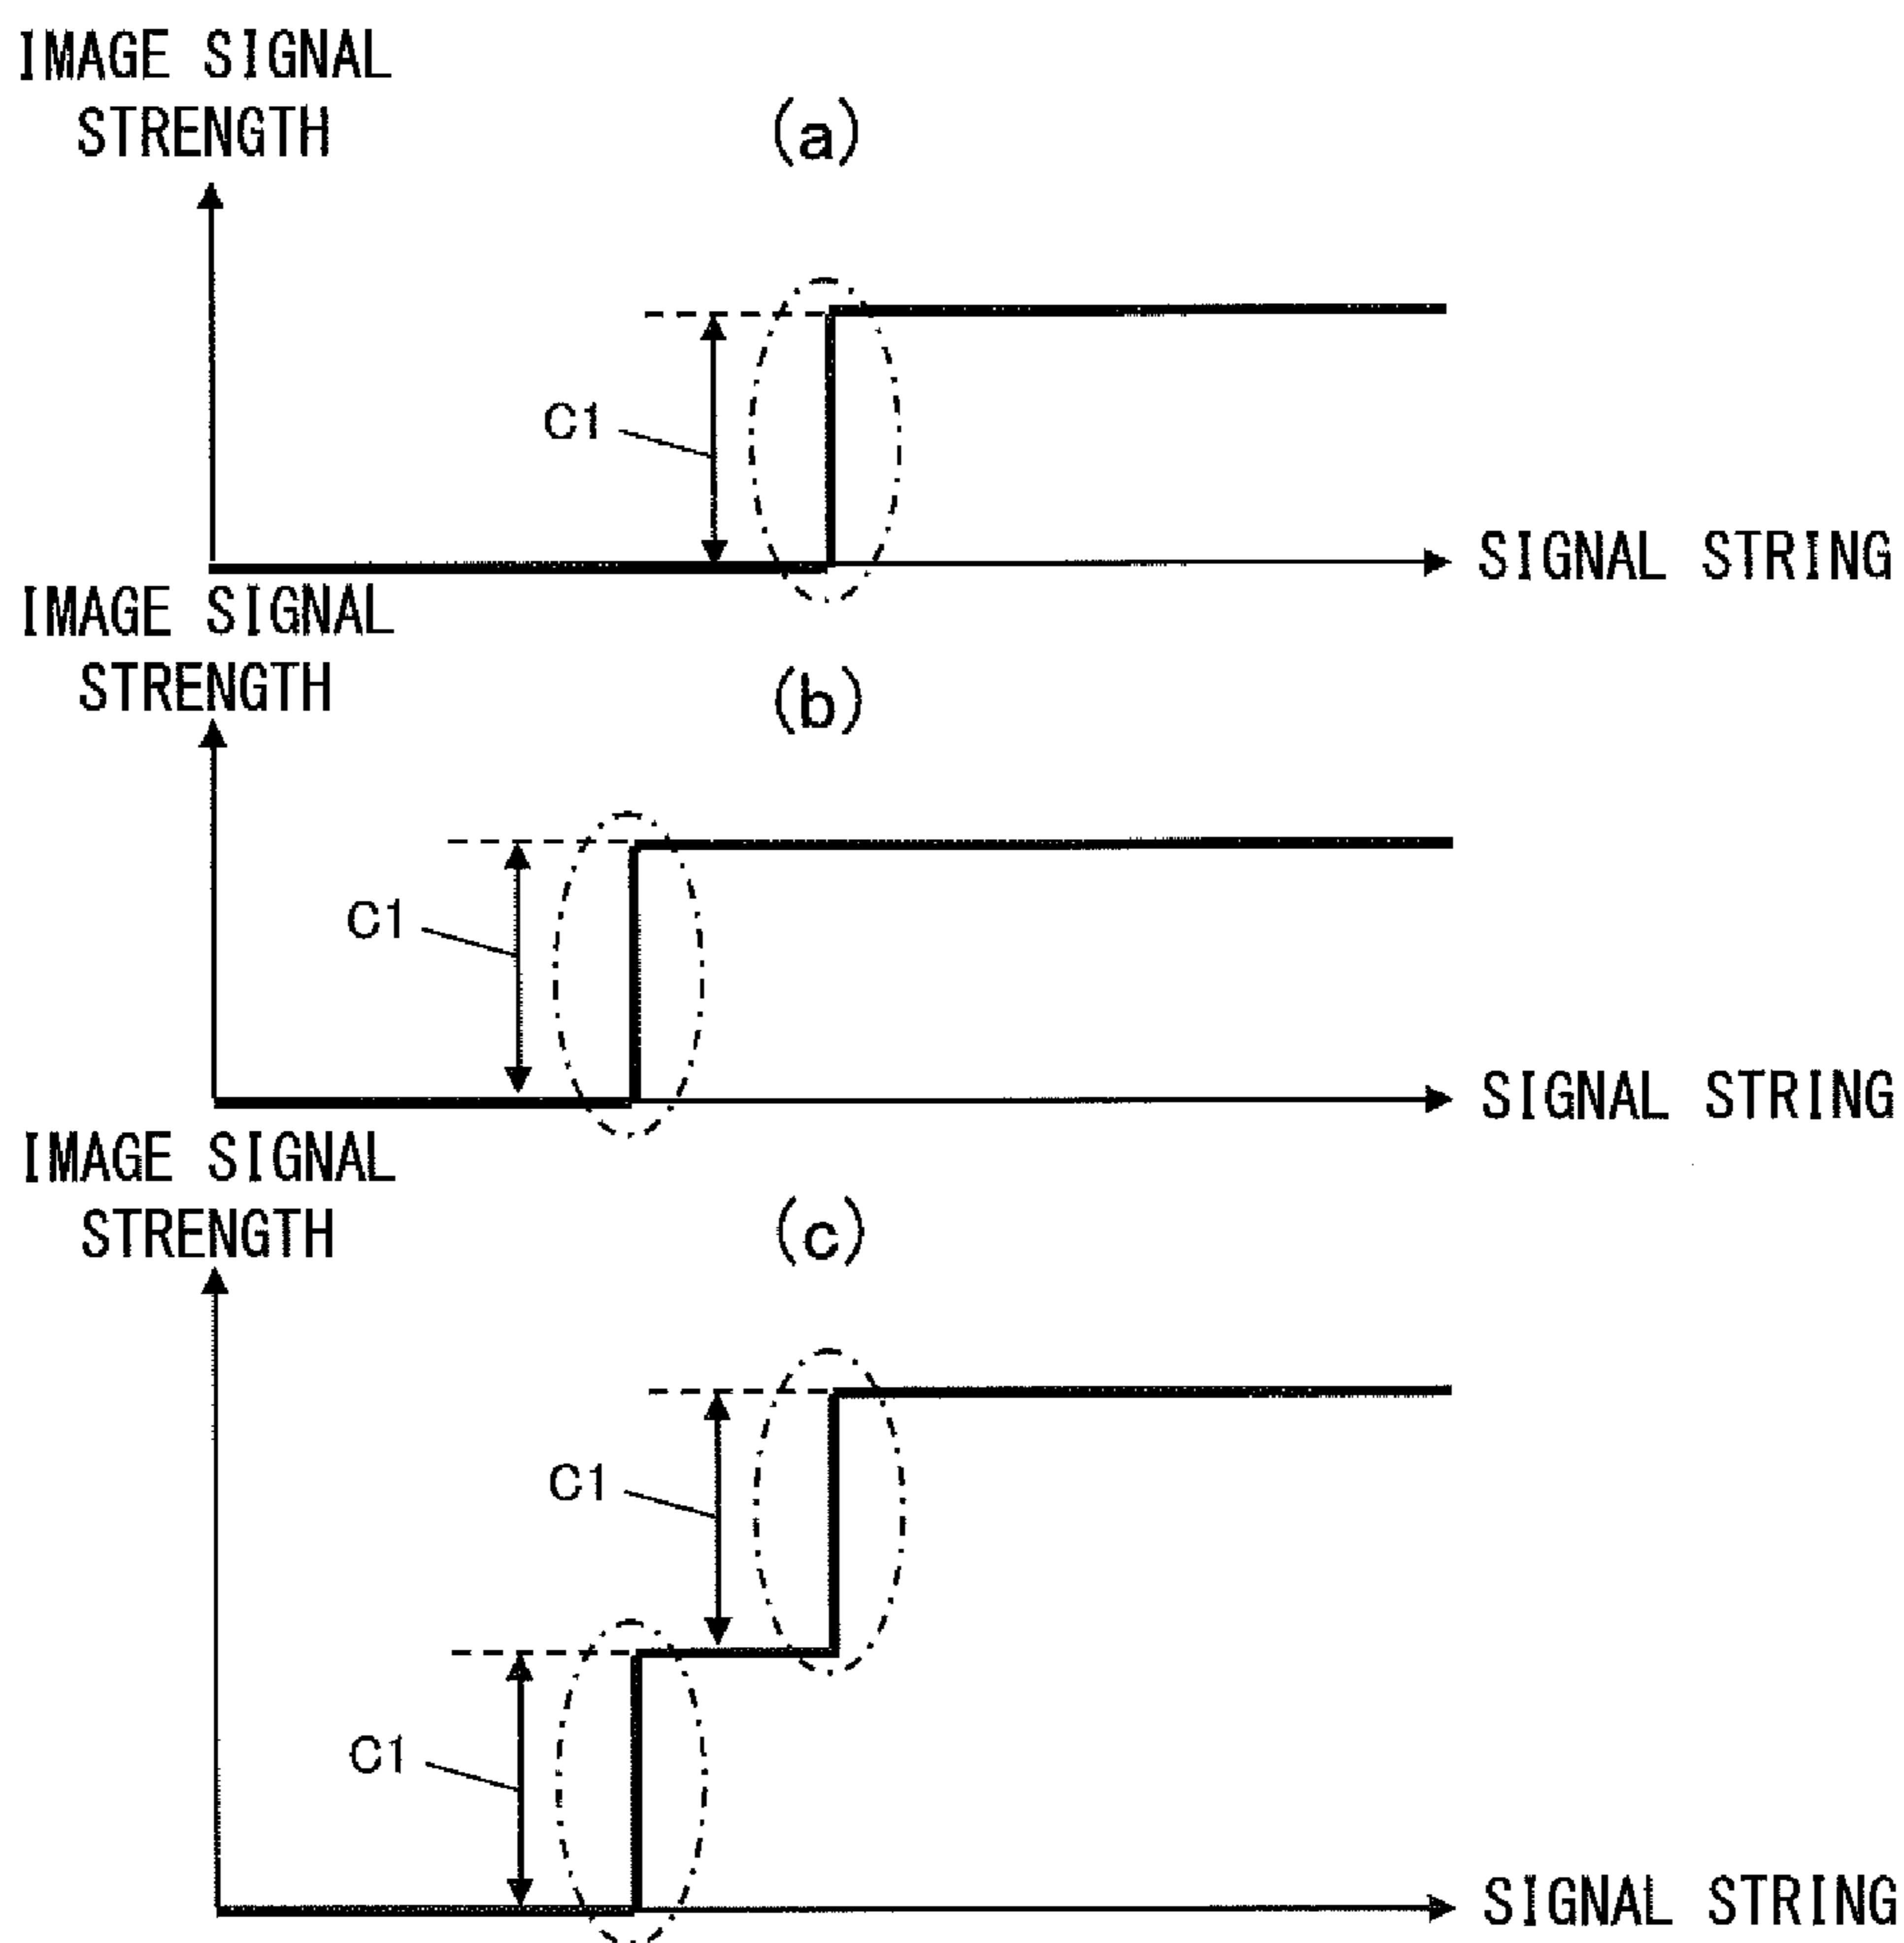 IMAGE SIGNAL
STRENGTH
(a)
C1
SIGNAL STRING
IMAGE SIGNAL
STRENGTH
(b)
C1
SIGNAL STRING
IMAGE SIGNAL
STRENGTH
(c)
C1
C1
SIGNAL STRING